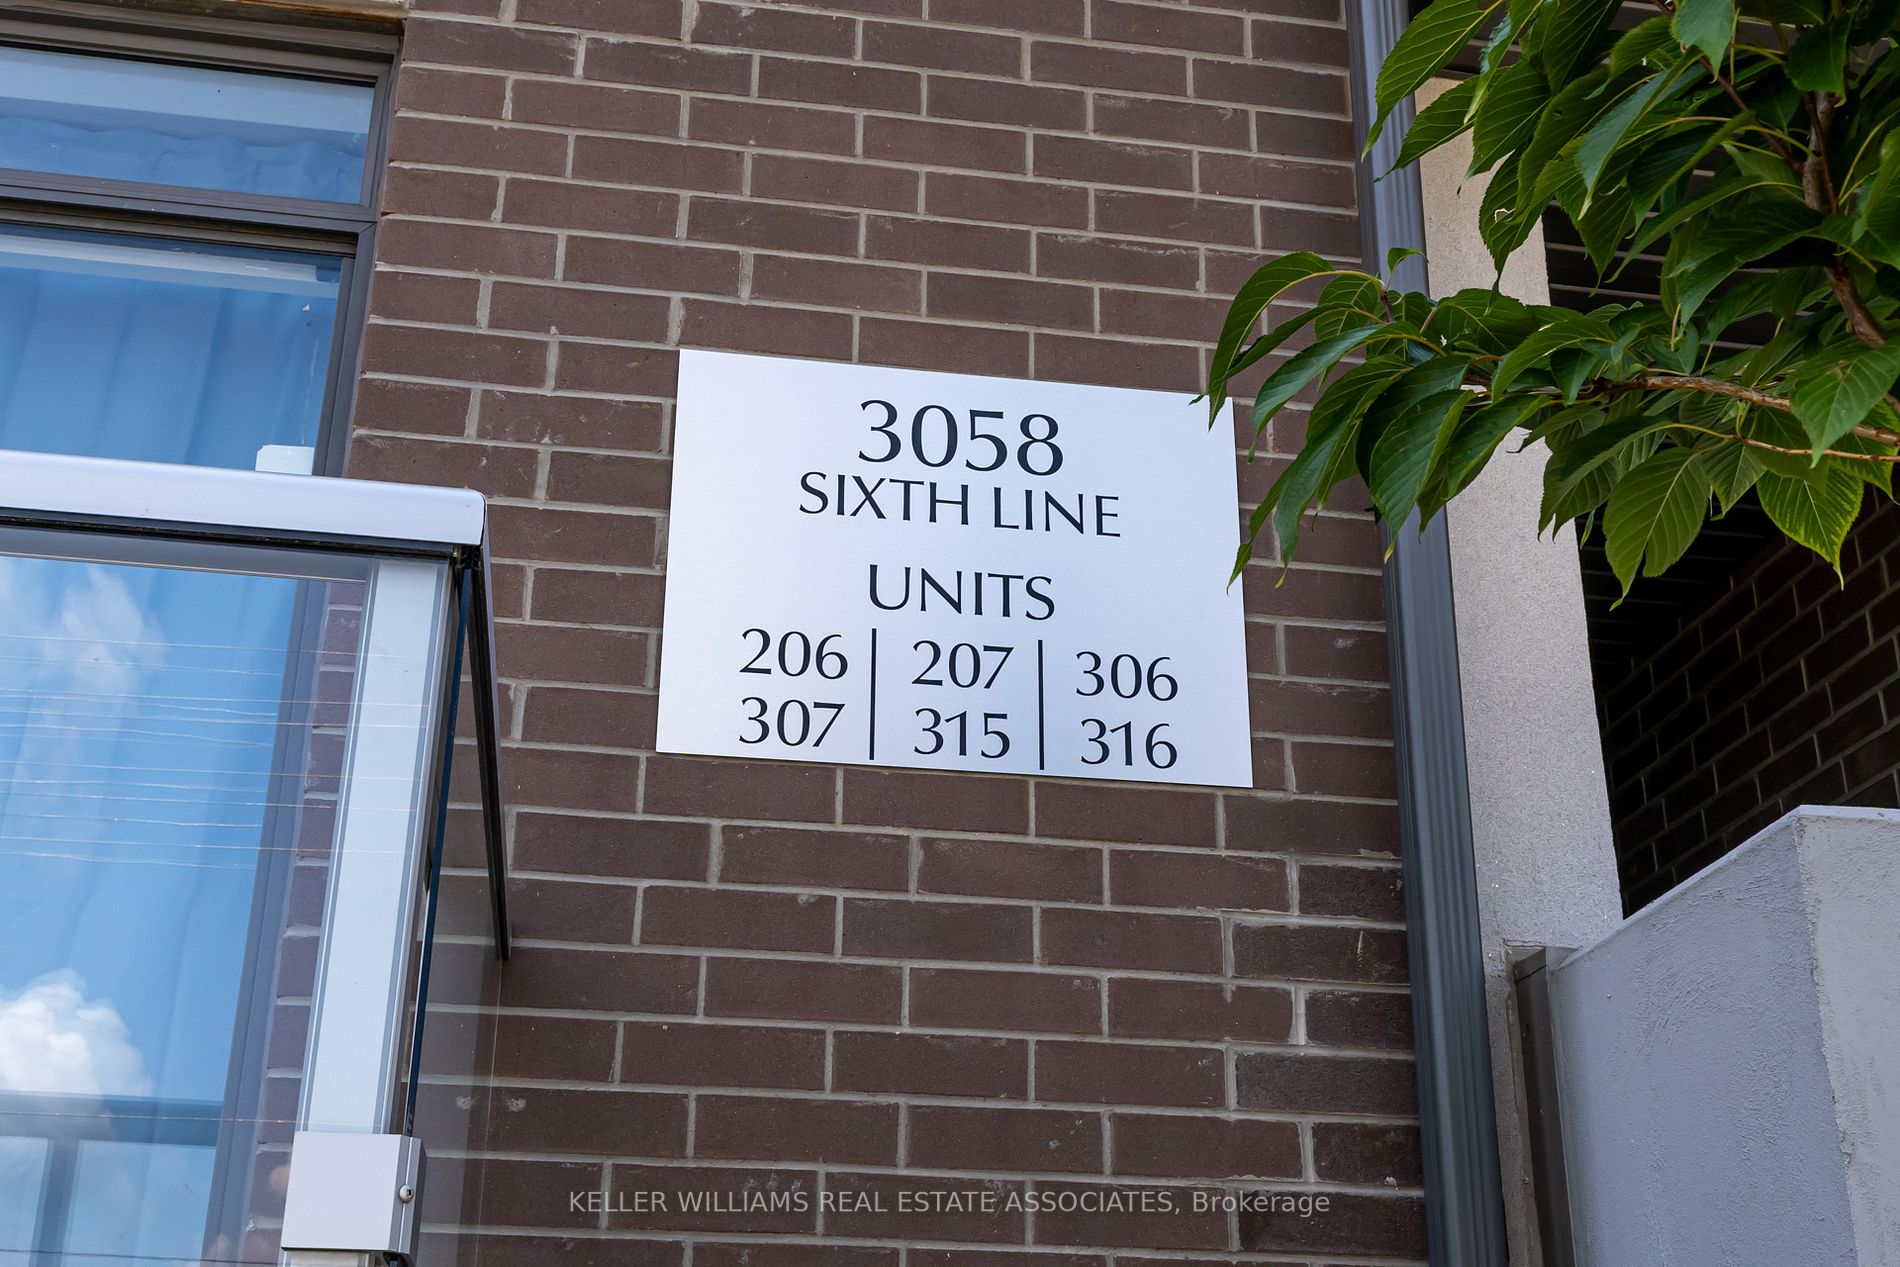 3058
SIXTH LINE
UNITS
206 | 207 | 306
307 | 315 | 316
KELLER WILLIAMS REAL ESTATE ASSOCIATES, Brokerage